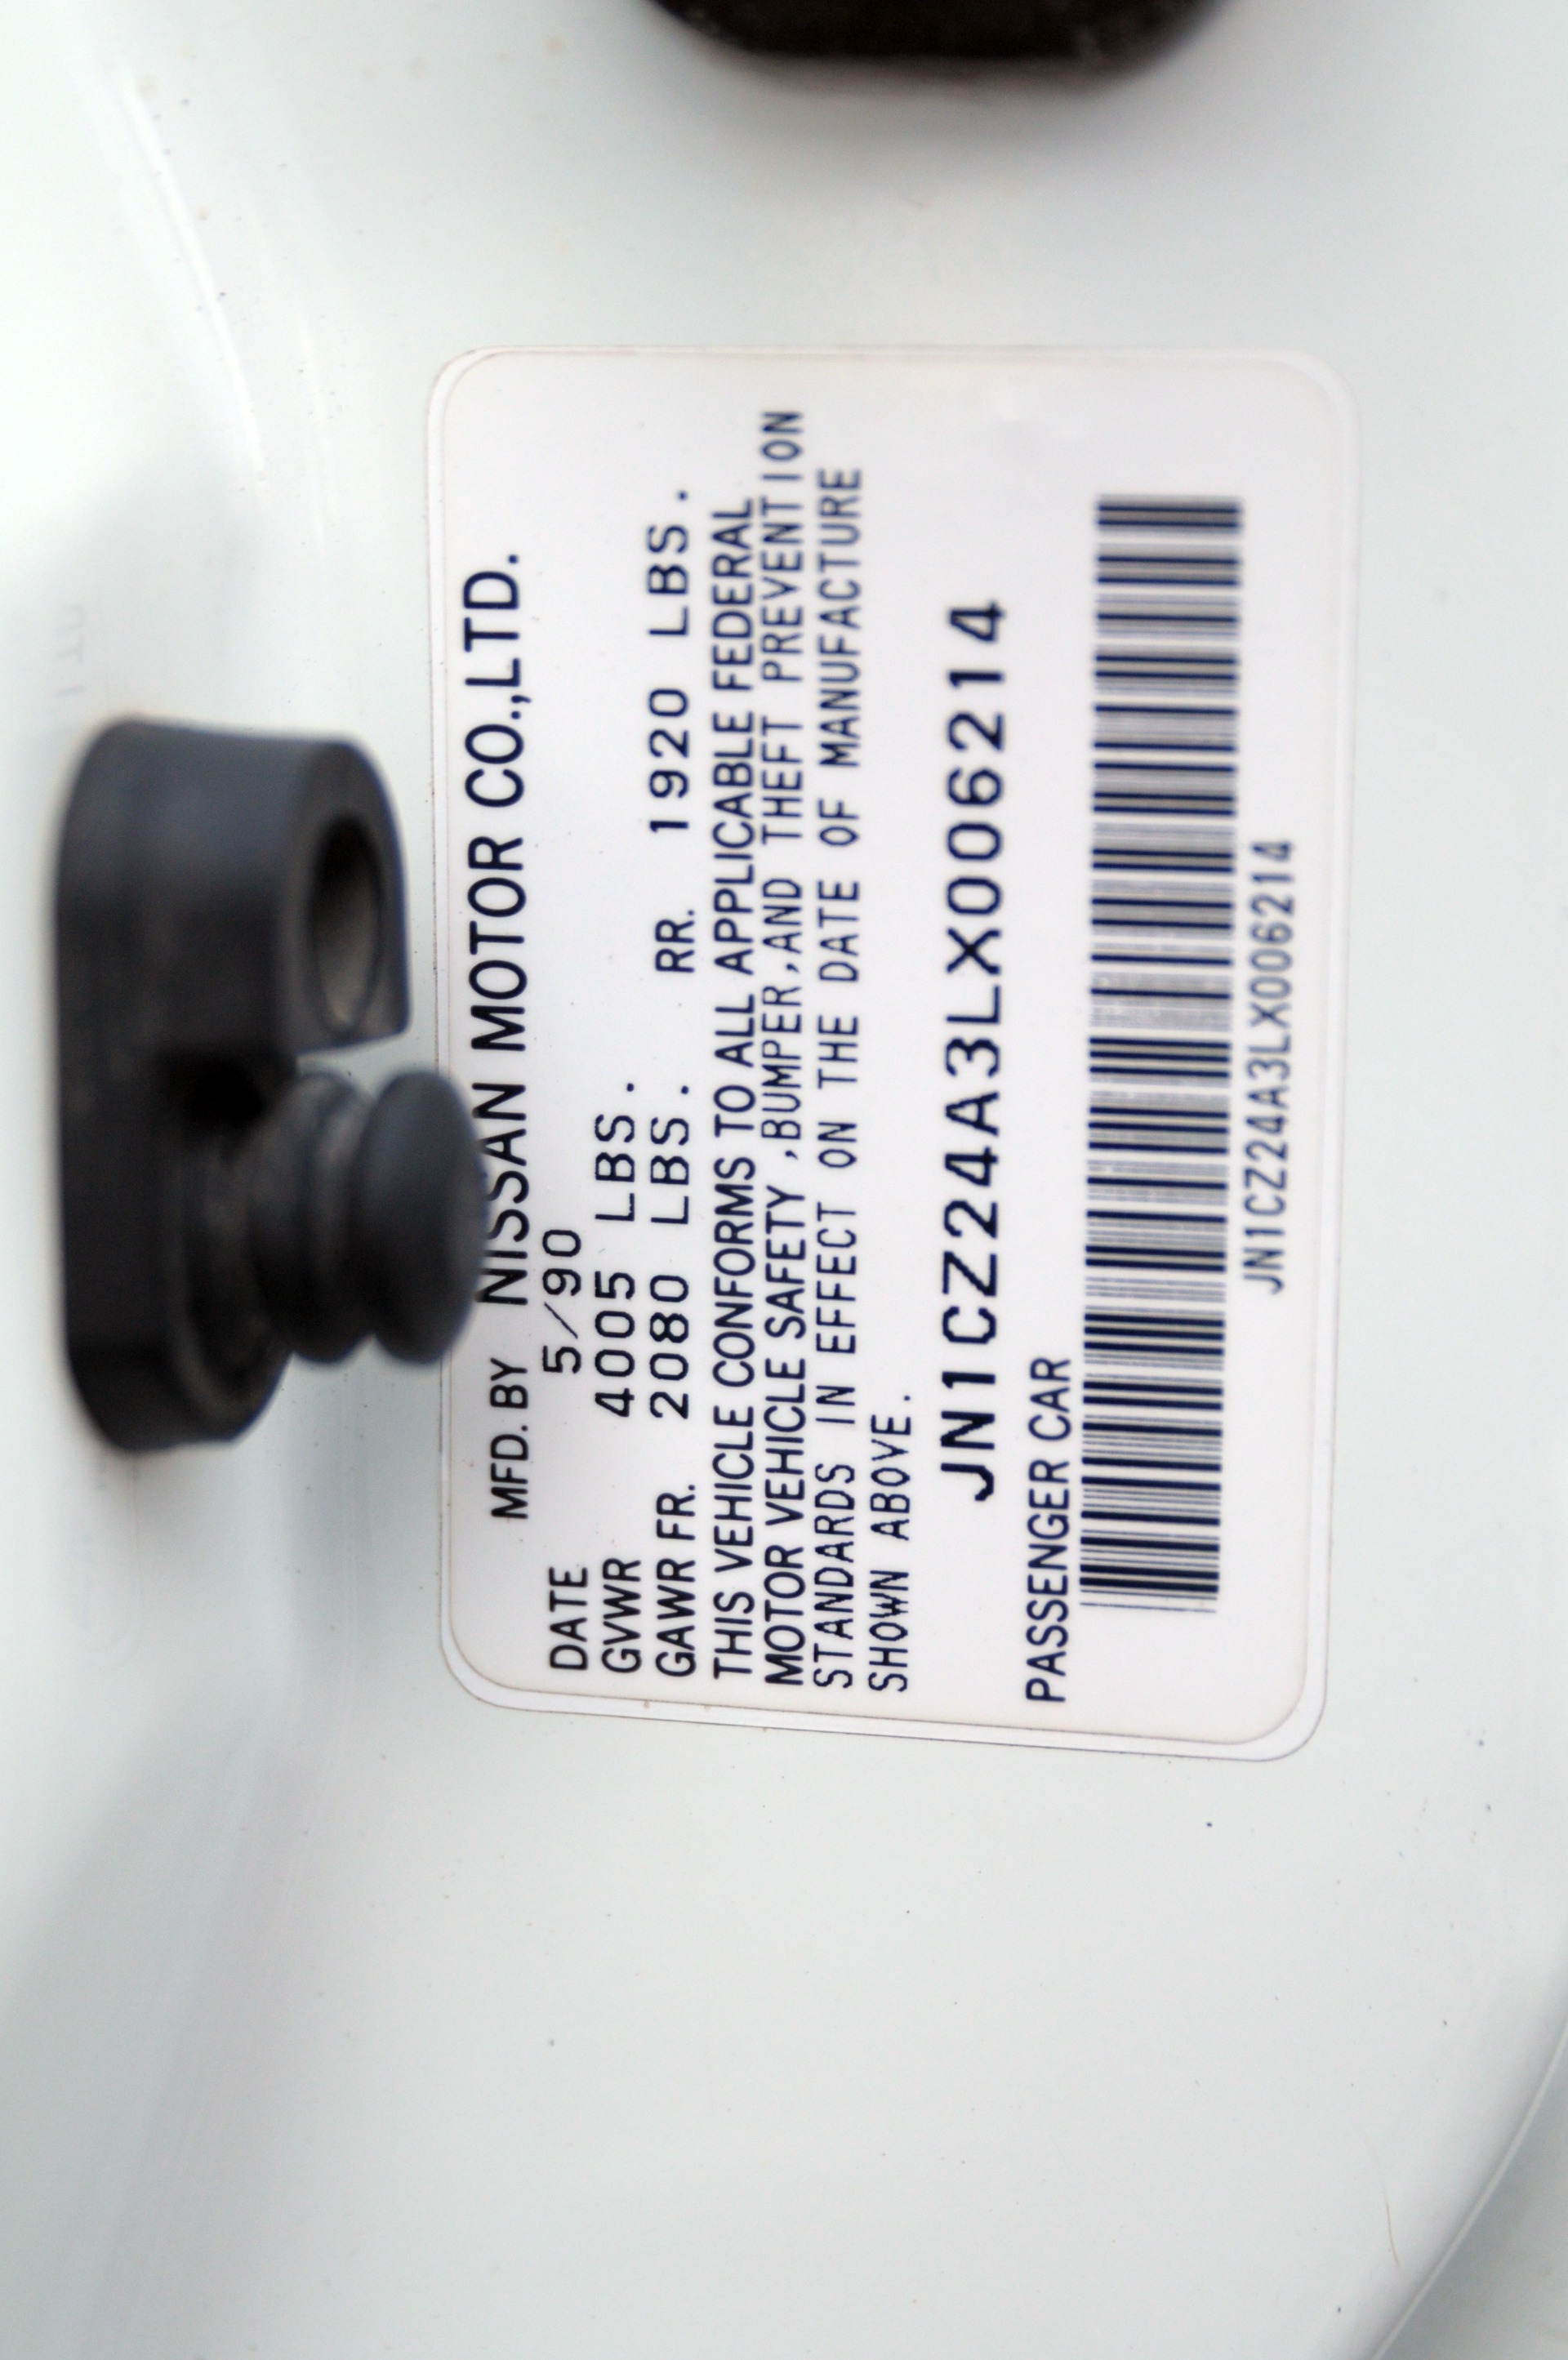 MFD. BY NISSAN MOTOR CO.,LTD.
DATE 5/90
GVWR 4005 LBS.
GAWR FR. 2080 LBS. RR. 1920 LBS.
THIS VEHICLE CONFORMS TO ALL APPLICABLE FEDERAL
MOTOR VEHICLE SAFETY ,BUMPER,AND THEFT PREVENTION
STANDARDS IN EFFECT ON THE DATE OF MANUFACTURE
SHOWN ABOVE.
JN1CZ24A3LX006214
PASSENGER CAR
JN1CZ24A3LX006214